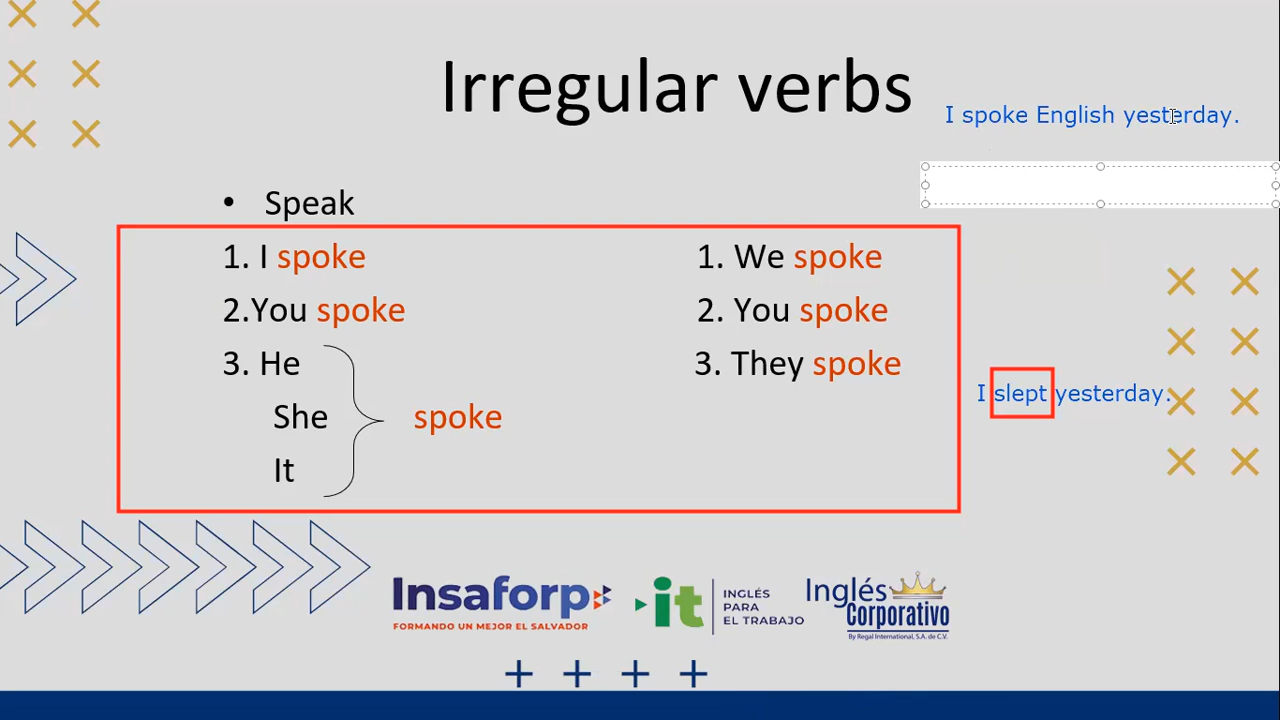 Irregular verbs
I spoke English yesterday.
• Speak
1. I spoke
2.You spoke
3. He
She
It
spoke
1. We spoke
2. You spoke
3. They spoke
I slept yesterday.
Insaforp
FORMANDO UN MEJOR EL SALVADOR
it
INGLÉS
PARA
EL TRABAJO
Inglés
Corporativo
By Regal International, S.A. de C.V.